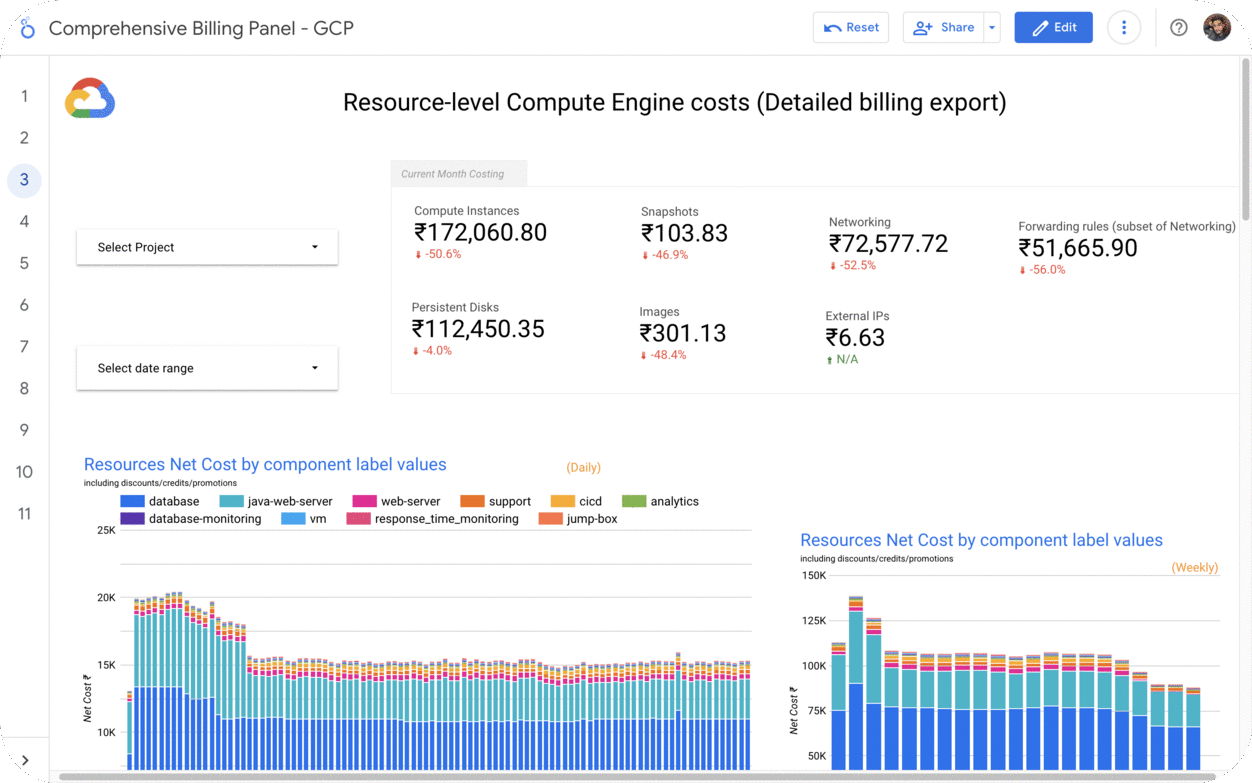 Comprehensive Billing Panel - GCP
Reset
Share
Edit
1
2
3
4
5
6
7
8
9
10
11
Resource-level Compute Engine costs (Detailed billing export)
Select Project
Select date range
Current Month Costing
Compute Instances
₹172,060.80
-50.6%
Snapshots
₹103.83
-46.9%
Networking
₹72,577.72
-52.5%
Forwarding rules (subset of Networking)
₹51,665.90
-56.0%
Persistent Disks
₹112,450.35
-4.0%
Images
₹301.13
-48.4%
External IPs
₹6.63
N/A
Resources Net Cost by component label values
(Daily)
including discounts/credits/promotions
database java-web-server web-server support cicd analytics
database-monitoring vm response_time_monitoring jump-box
25K
20K
15K
10K
Net Cost ₹
Resources Net Cost by component label values
including discounts/credits/promotions
(Weekly)
150K
125K
100K
75K
50K
Net Cost ₹